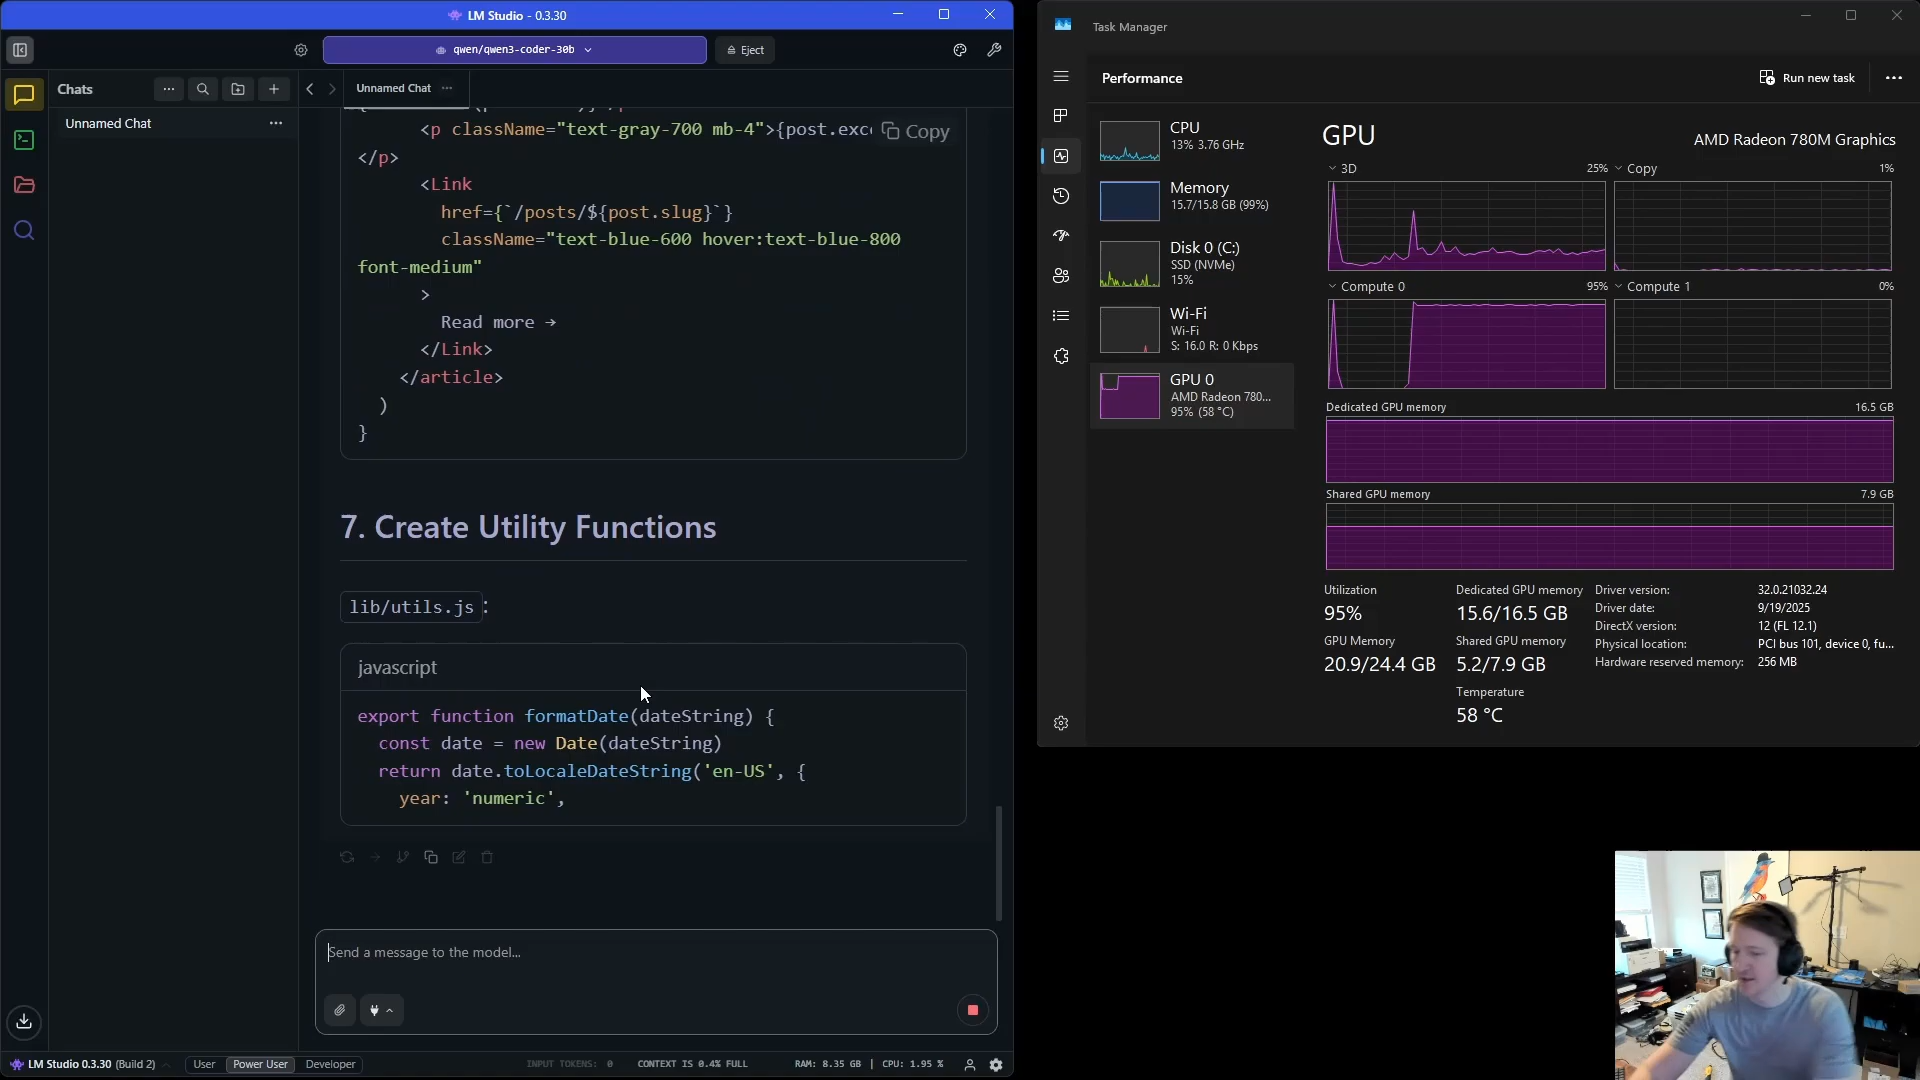 LM Studio - 0.3.30
qwen/qwen3-coder-30b
Eject
Chats
Unnamed Chat
Unnamed Chat
Copy
<p className="text-gray-700 mb-4">{post.exc
</p>
<Link
href={`/posts/${post.slug}`}
className="text-blue-600 hover:text-blue-800
font-medium"
>
Read more →
</Link>
</article>
)
}
7. Create Utility Functions
lib/utils.js:
javascript
export function formatDate(dateString) {
const date = new Date(dateString)
return date.toLocaleDateString('en-US', {
year: 'numeric',
Send a message to the model...
LM Studio 0.3.30 (Build 2)
User
Power User
Developer
INPUT TOKENS: 0
CONTEXT IS 0.4% FULL
RAM: 8.35 GB | CPU: 1.95 %
Task Manager
Performance
Run new task
CPU
13% 3.76 GHz
Memory
15.7/15.8 GB (99%)
Disk 0 (C:)
SSD (NVMe)
15%
Wi-Fi
Wi-Fi
S: 16.0 R: 0 Kbps
GPU 0
AMD Radeon 780...
95% (58 °C)
GPU
AMD Radeon 780M Graphics
3D 25%
Copy 1%
Compute 0 95%
Compute 1 0%
Dedicated GPU memory 16.5 GB
Shared GPU memory 7.9 GB
Utilization
95%
GPU Memory
20.9/24.4 GB
Dedicated GPU memory
15.6/16.5 GB
Shared GPU memory
5.2/7.9 GB
Temperature
58 °C
Driver version: 32.0.21032.24
Driver date: 9/19/2025
DirectX version: 12 (FL 12.1)
Physical location: PCI bus 101, device 0, fu...
Hardware reserved memory: 256 MB